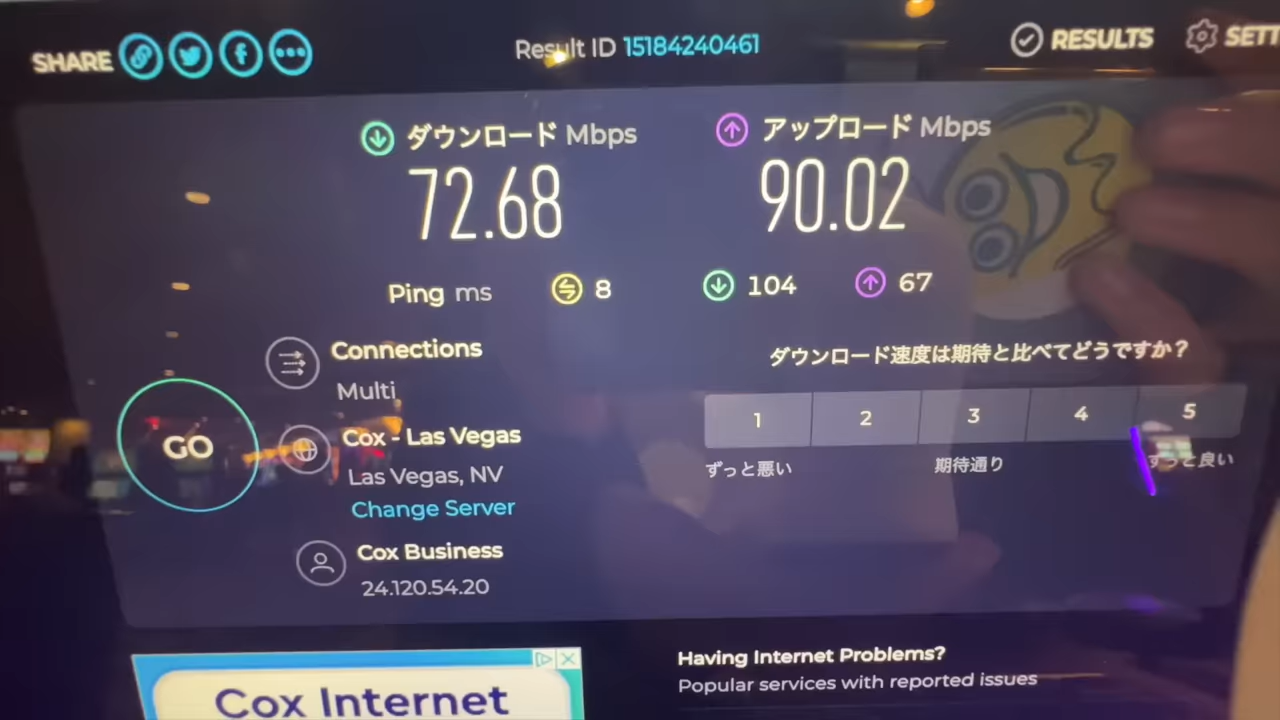 SHARE
Result ID 15184240461
RESULTS
SETT
ダウンロード Mbps
72.68
アップロード Mbps
90.02
Ping ms
8
104
67
Connections
Multi
ダウンロード速度は期待と比べてどうですか?
1
2
3
4
5
ずっと悪い
期待通り
ずっと良い
GO
Cox - Las Vegas
Las Vegas, NV
Change Server
Cox Business
24.120.54.20
Cox Internet
Having Internet Problems?
Popular services with reported issues